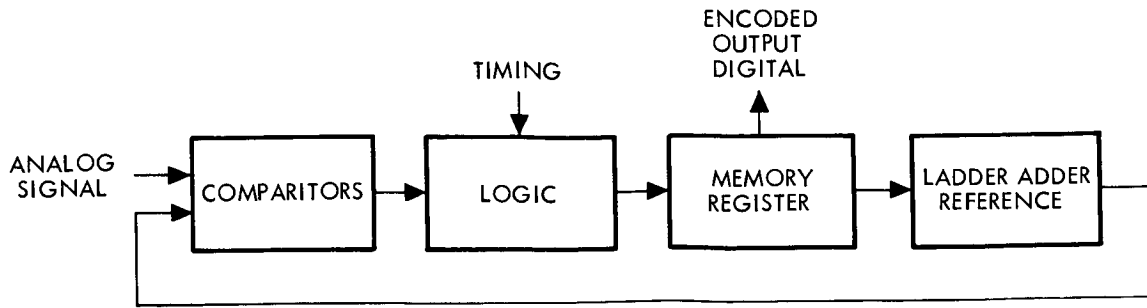 ENCODED
OUTPUT
DIGITAL
TIMING
ANALOG
SIGNAL
COMPARITORS
LOGIC
MEMORY
REGISTER
LADDER ADDER
REFERENCE